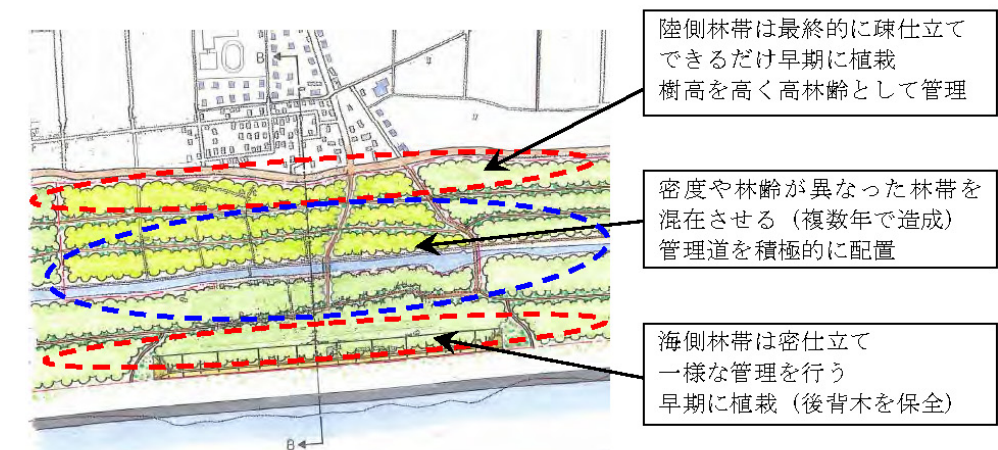 陸側林帯は最終的に疎仕立て
できるだけ早期に植栽
樹高を高く高林齢として管理
B
密度や林齢が異なった林帯を
混在させる（複数年で造成）
管理道を積極的に配置
海側林帯は密仕立て
一様な管理を行う
早期に植栽（後背木を保全）
B